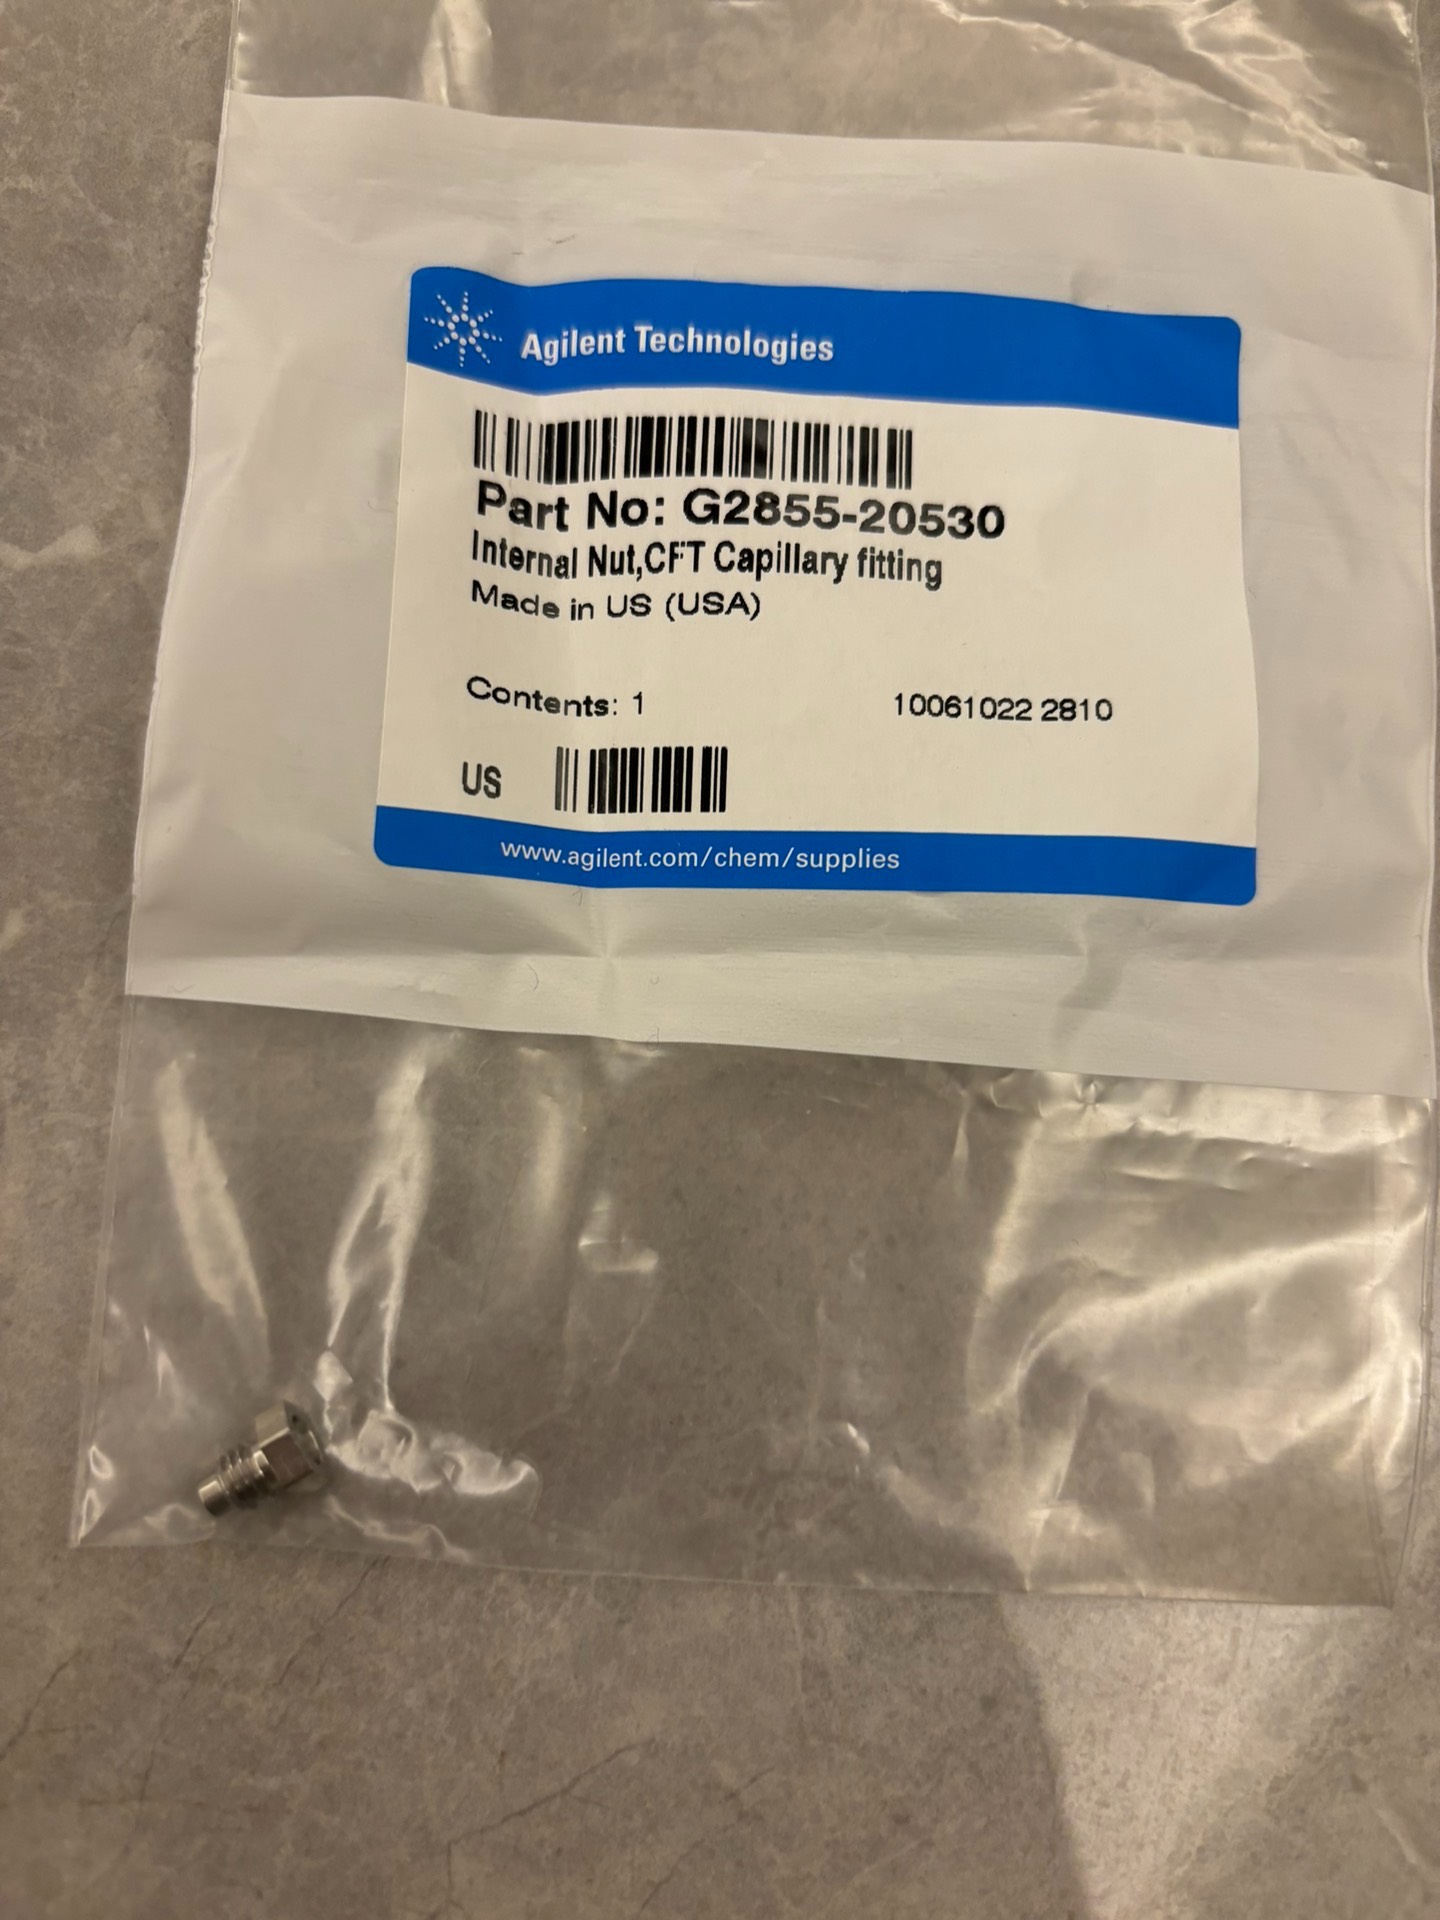 Agilent Technologies
Part No: G2855-20530
Internal Nut,CFT Capillary fitting
Made in US (USA)
Contents: 1 10061022 2810
US
www.agilent.com/chem/supplies